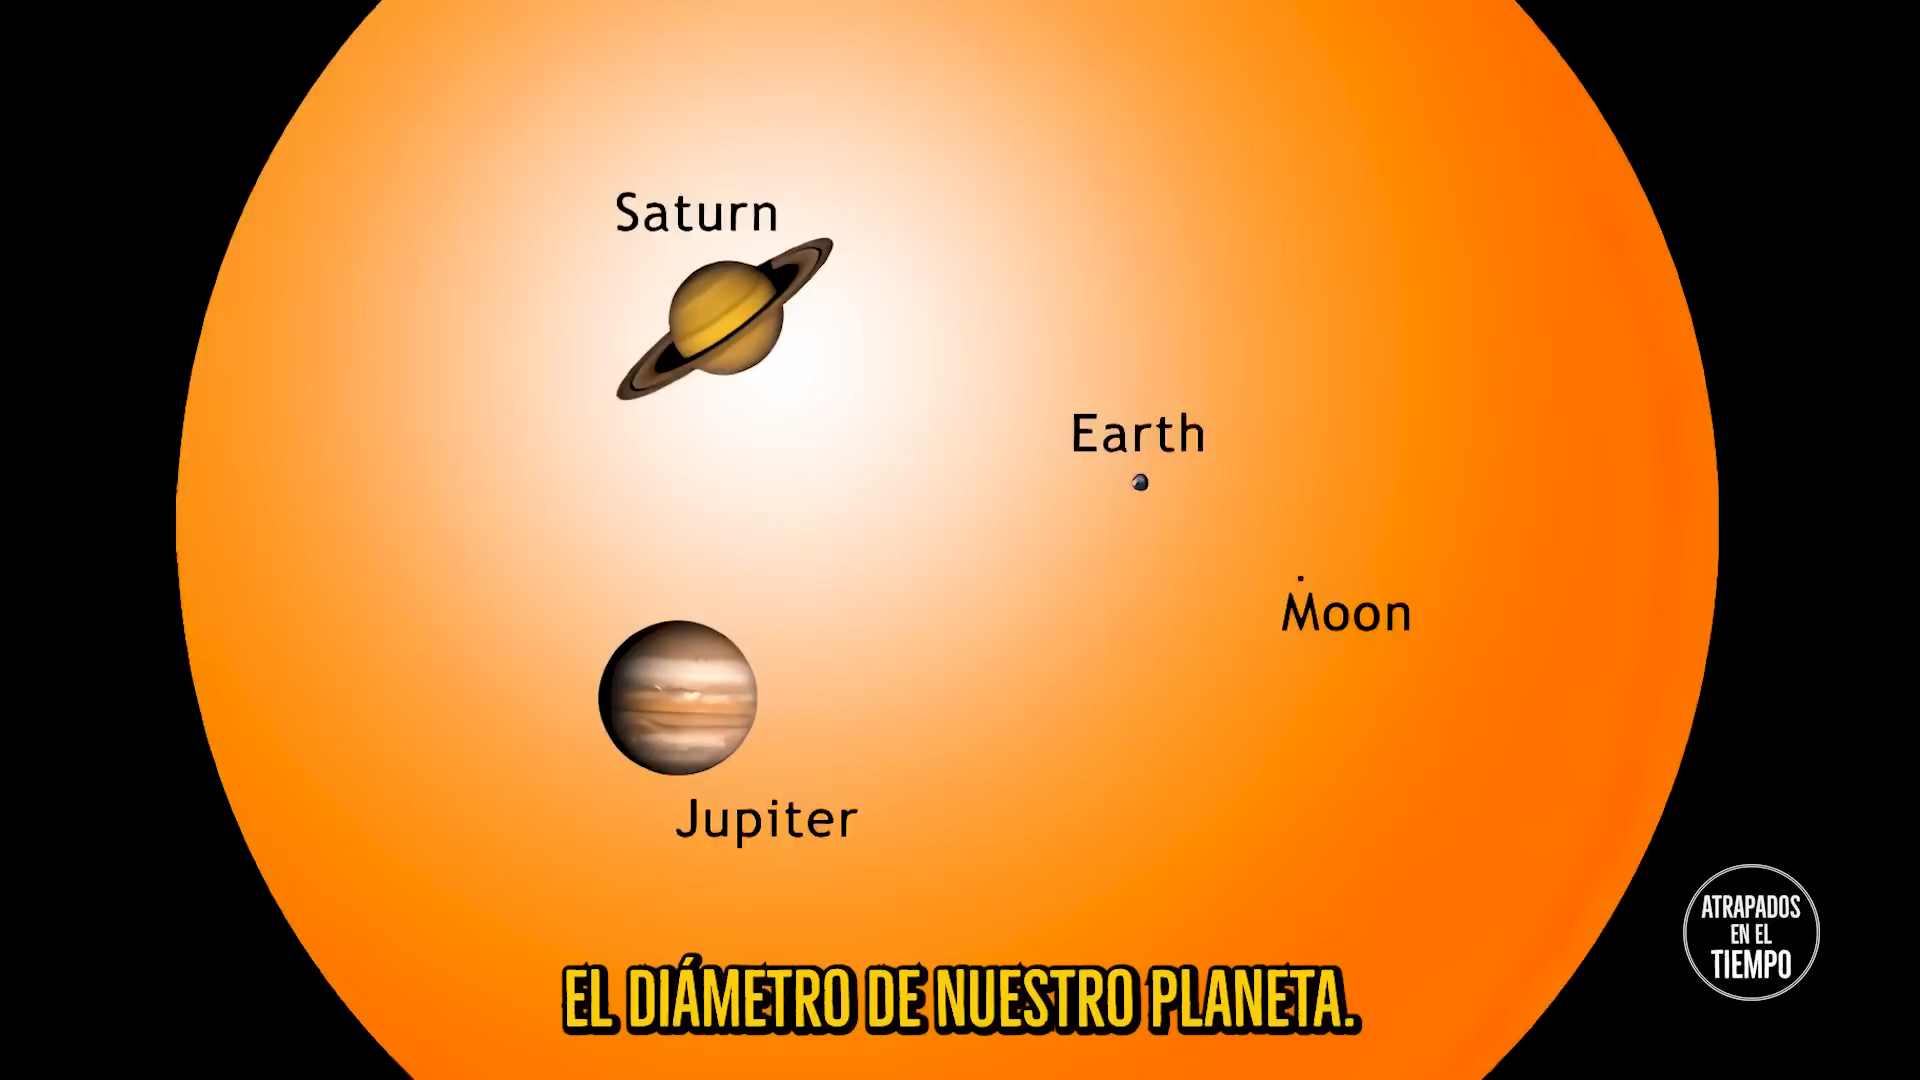 Saturn
Earth
Moon
Jupiter
ATRAPADOS
EN EL
TIEMPO
EL DIÁMETRO DE NUESTRO PLANETA.